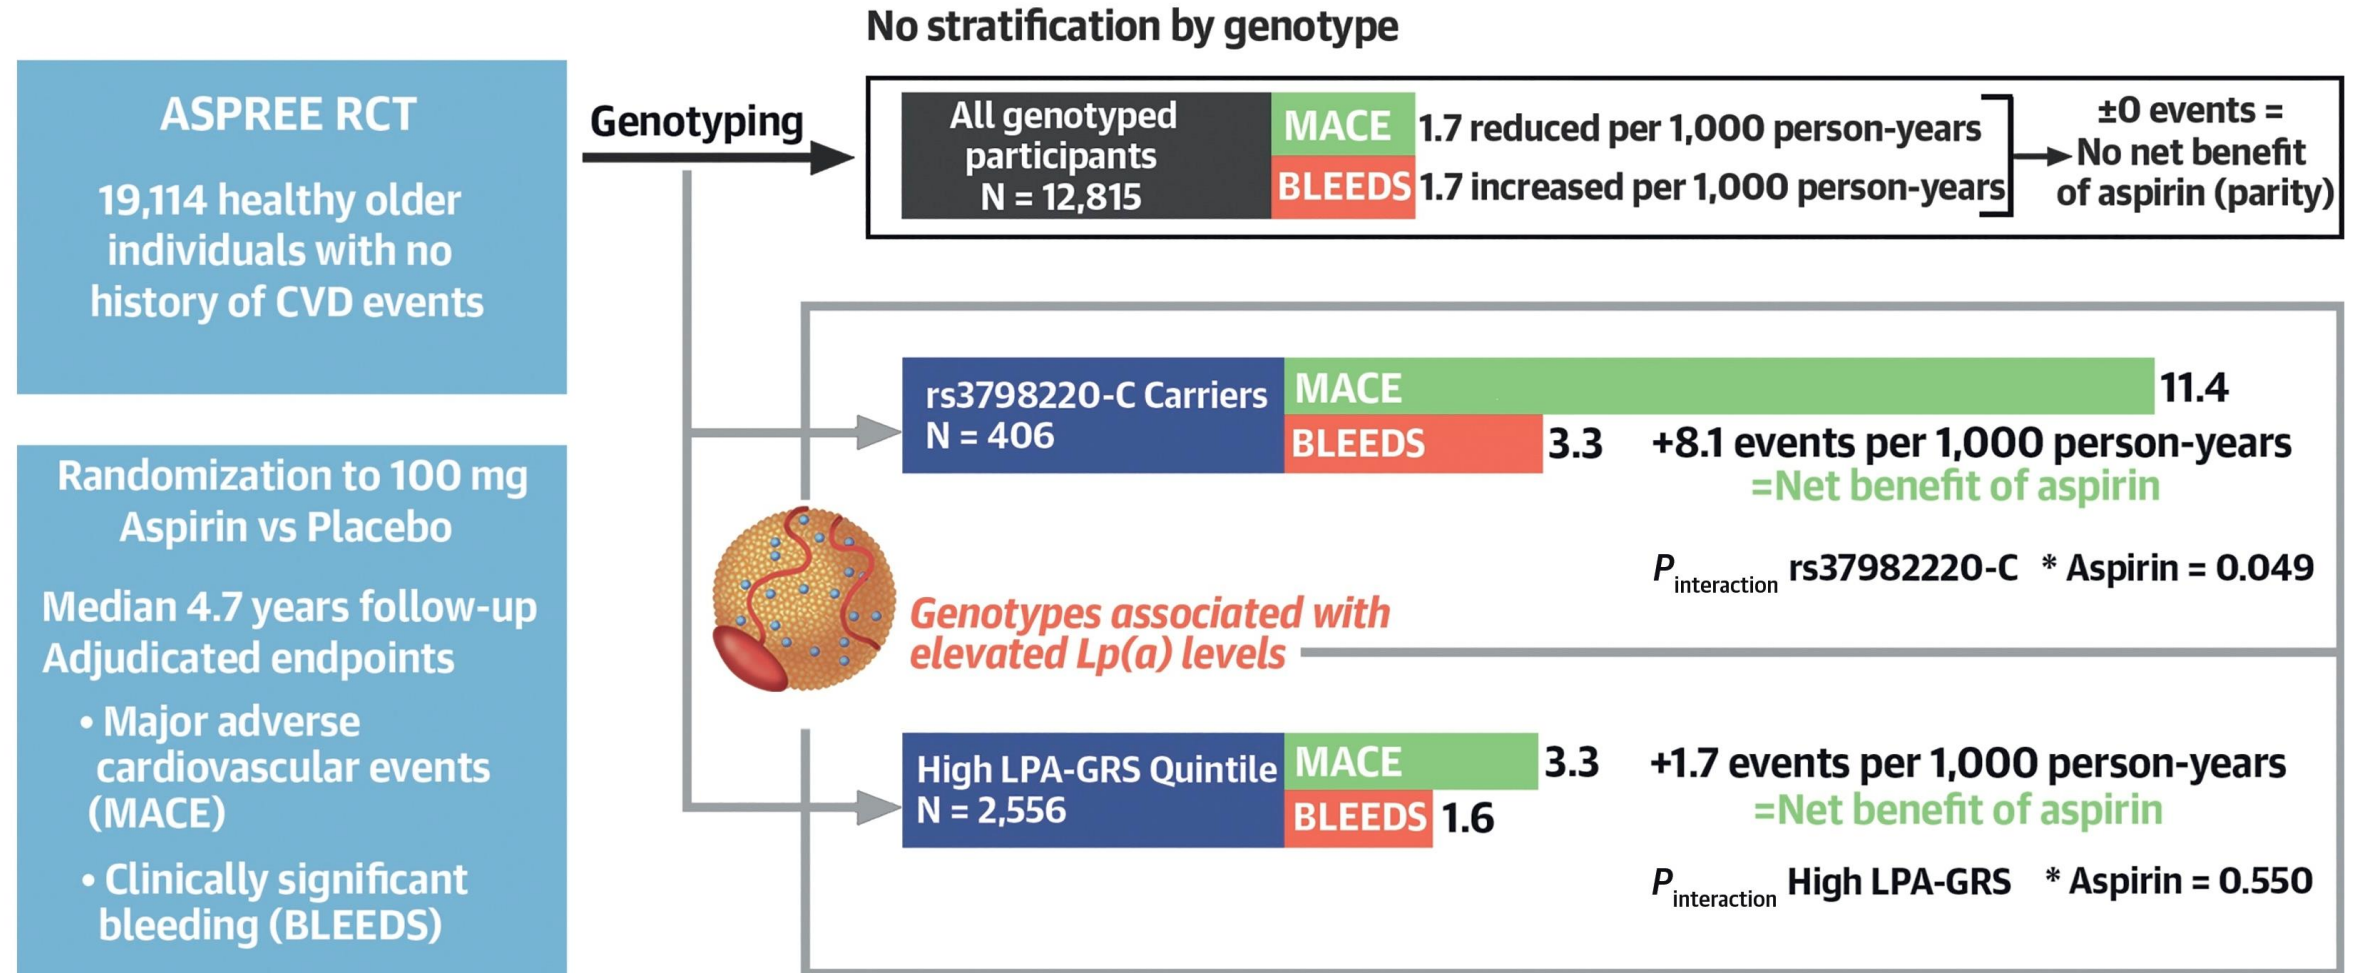 No stratification by genotype
ASPREE RCT
19,114 healthy older
individuals with no
history of CVD events
Randomization to 100 mg
Aspirin vs Placebo
Median 4.7 years follow-up
Adjudicated endpoints
• Major adverse
cardiovascular events
(MACE)
• Clinically significant
bleeding (BLEEDS)
Genotyping
All genotyped
participants
N = 12,815
MACE
1.7 reduced per 1,000 person-years
BLEEDS
1.7 increased per 1,000 person-years
±0 events =
No net benefit
of aspirin (parity)
rs3798220-C Carriers
N = 406
MACE
11.4
BLEEDS
3.3
+8.1 events per 1,000 person-years
=Net benefit of aspirin
Pinteraction rs37982220-C * Aspirin = 0.049
Genotypes associated with
elevated Lp(a) levels
High LPA-GRS Quintile
N = 2,556
MACE
3.3
BLEEDS
1.6
+1.7 events per 1,000 person-years
=Net benefit of aspirin
Pinteraction High LPA-GRS * Aspirin = 0.550